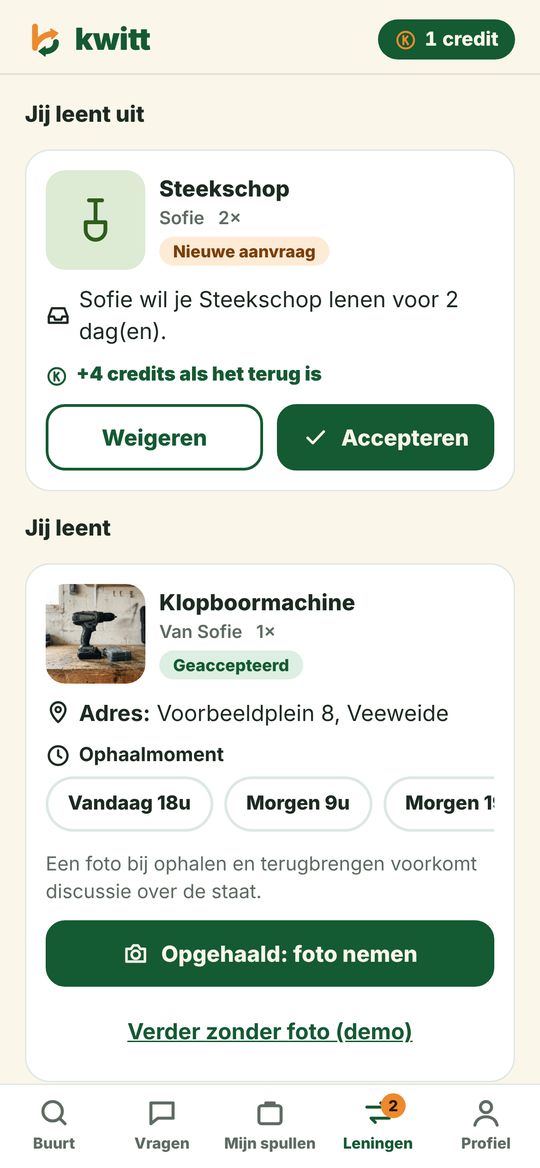 kwitt
1 credit
Jij leent uit
Steekschop
Sofie 2×
Nieuwe aanvraag
Sofie wil je Steekschop lenen voor 2
dag(en).
+4 credits als het terug is
Weigeren
Accepteren
Jij leent
Klopboormachine
Van Sofie 1×
Geaccepteerd
Adres: Voorbeeldplein 8, Veeweide
Ophaalmoment
Vandaag 18u
Morgen 9u
Morgen
Een foto bij ophalen en terugbrengen voorkomt
discussie over de staat.
Opgehaald: foto nemen
Verder zonder foto (demo)
2
Buurt
Vragen
Mijn spullen
Leningen
Profiel